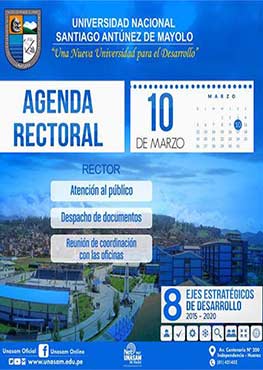 UNIVERSIDAD NACIONAL
SANTIAGO ANTÚNEZ DE MAYOLO
"Una Nueva Universidad para el Desarrollo"
AGENDA
RECTORAL
10
DE MARZO
MARZO
RECTOR
Atención al público
Despacho de documentos
Reunión de coordinación
con las oficinas
8
EJES ESTRATÉGICOS
DE DESARROLLO
2015 - 2020
Unasam Oficial
Unasam Online
www.unasam.edu.pe
UNASAM
Av. Centenario N° 200
Independencia - Huaraz